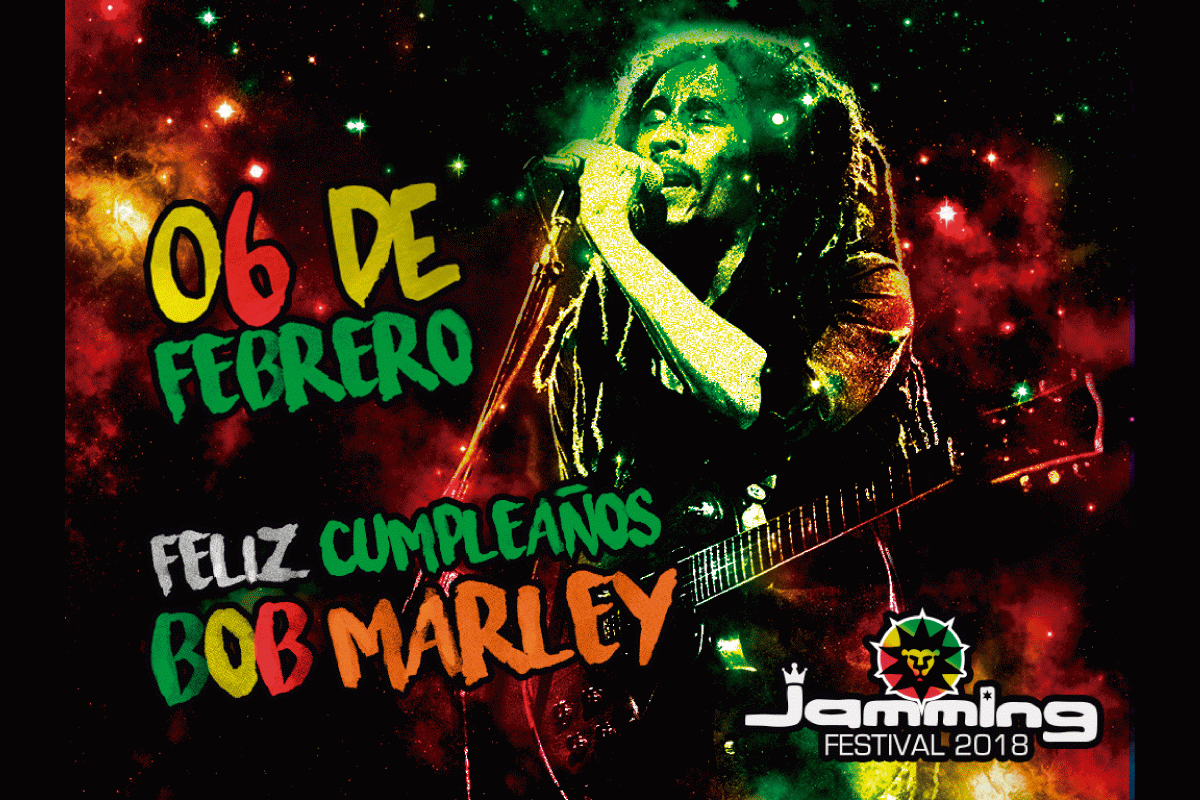 06 DE
FEBRERO
FELIZ CUMPLEAÑOS
BOB MARLEY
Jamming
FESTIVAL 2018